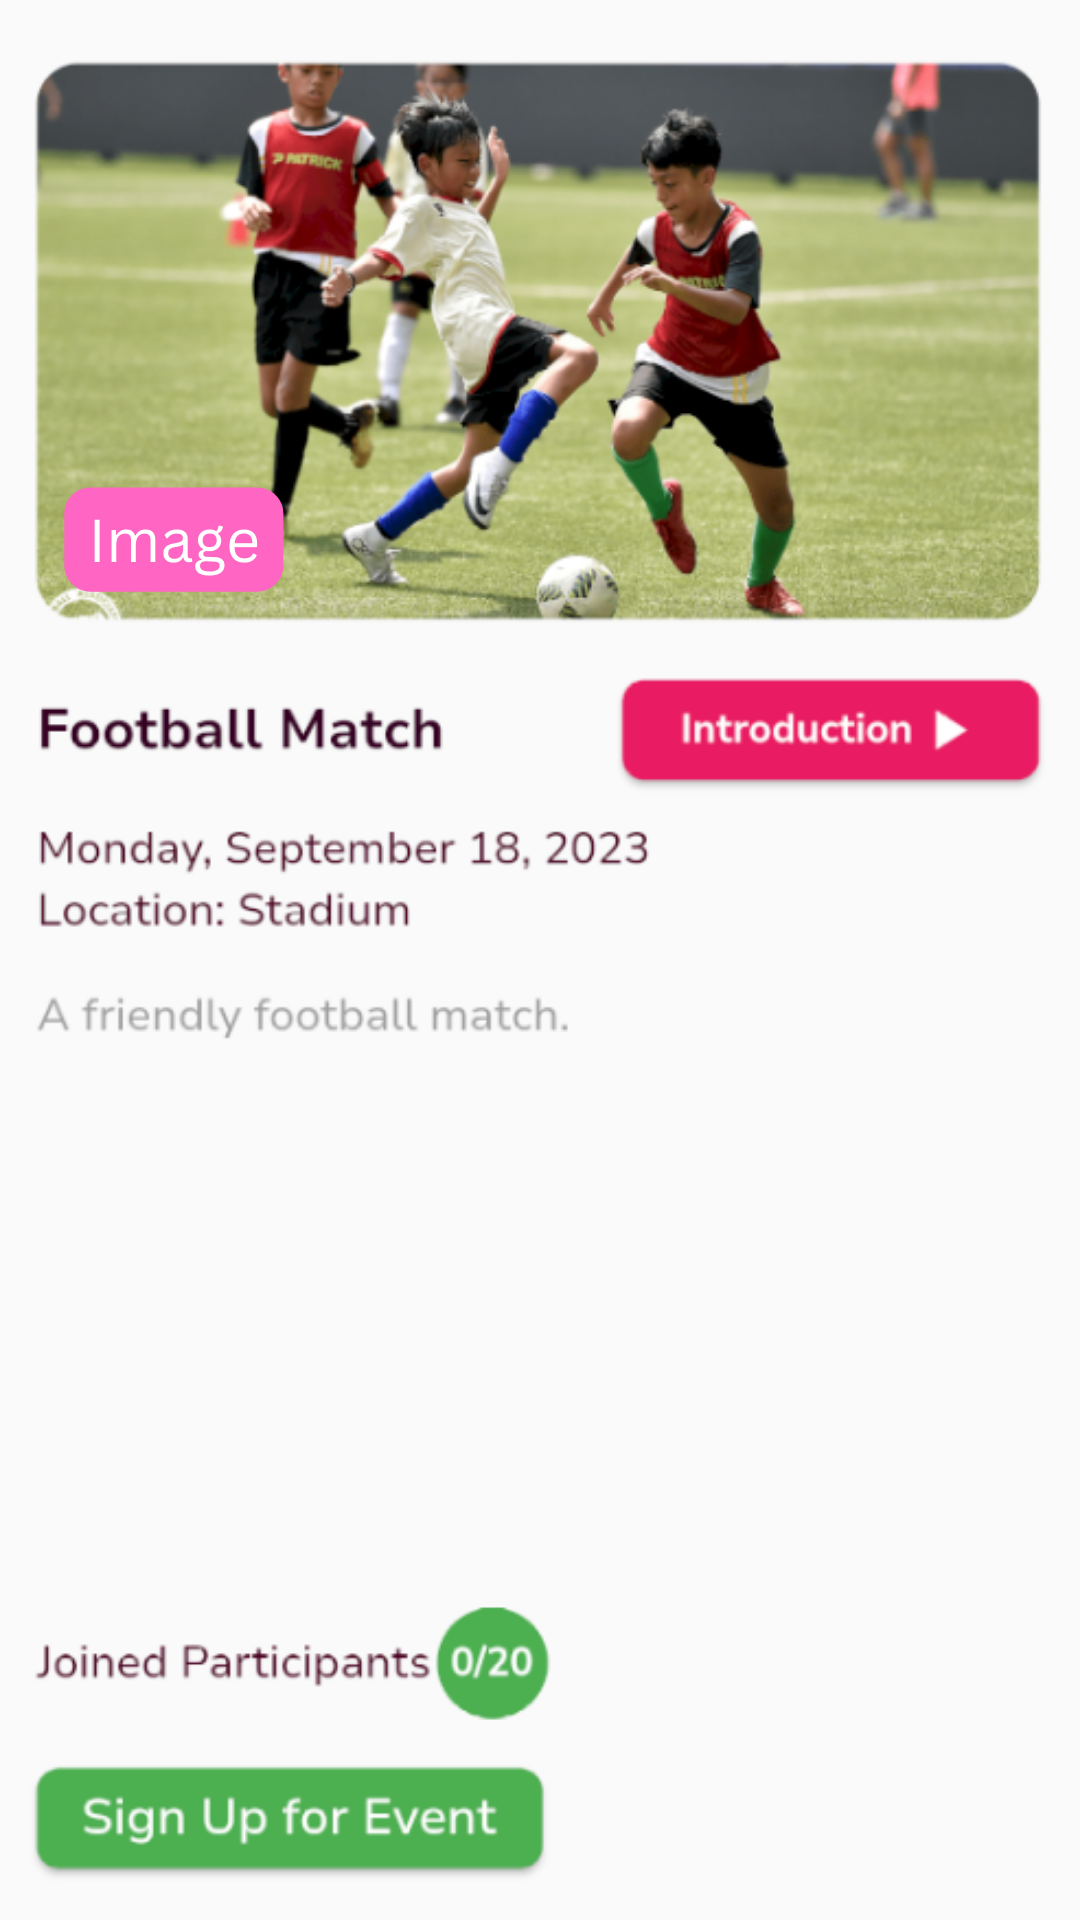 PATRICK
Image
Football Match
Introduction
Monday, September 18, 2023
Location: Stadium
A friendly football match.
Joined Participants 0/20
Sign Up for Event